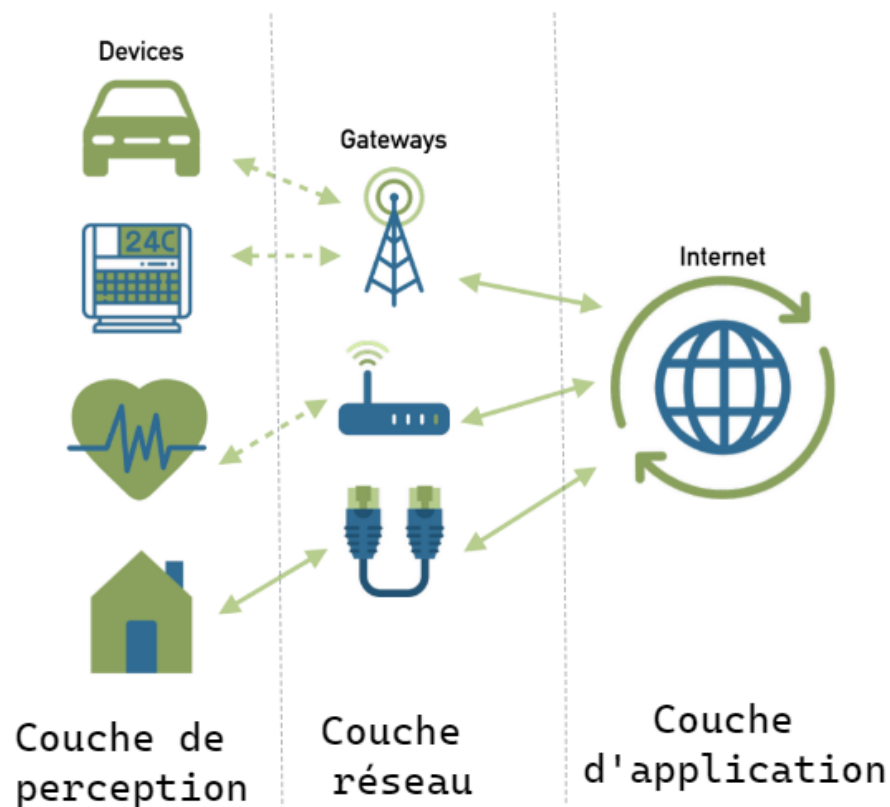 Devices
24C
Gateways
Internet
Couche de
perception
Couche
réseau
Couche
d'application